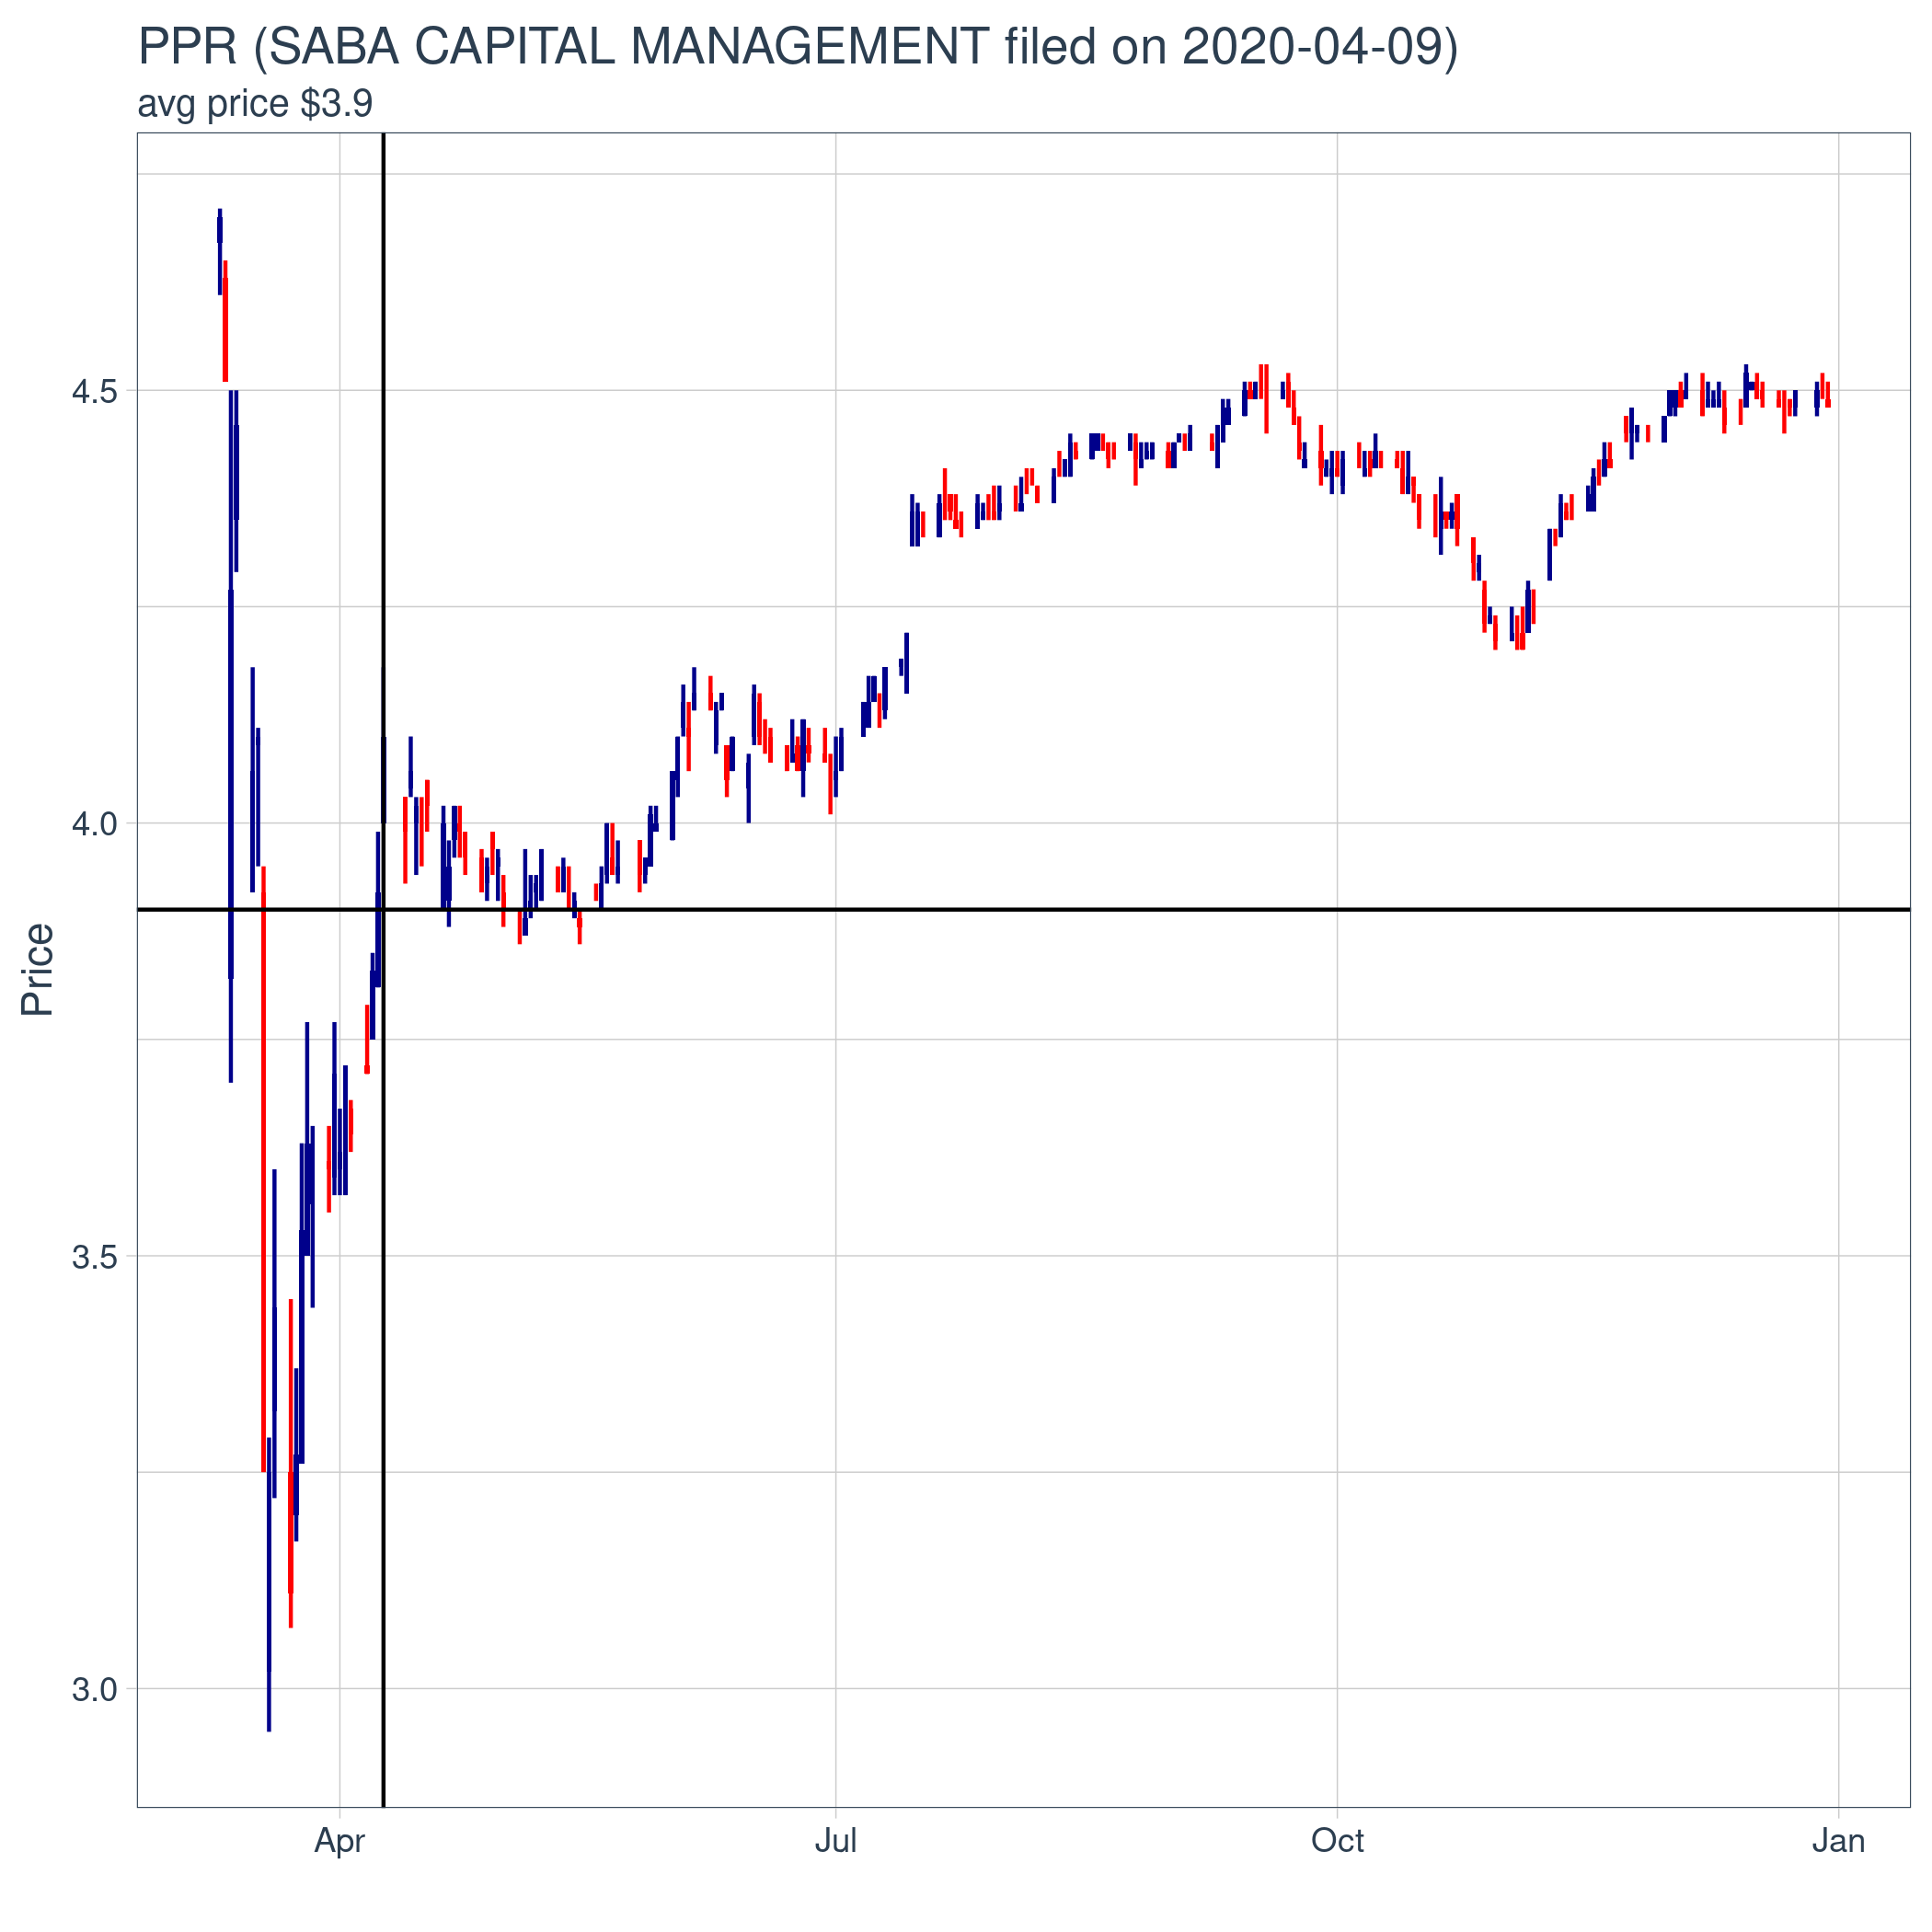 PPR (SABA CAPITAL MANAGEMENT filed on 2020-04-09)
avg price $3.9
Price
4.5
4.0
3.5
3.0
Apr
Jul
Oct
Jan